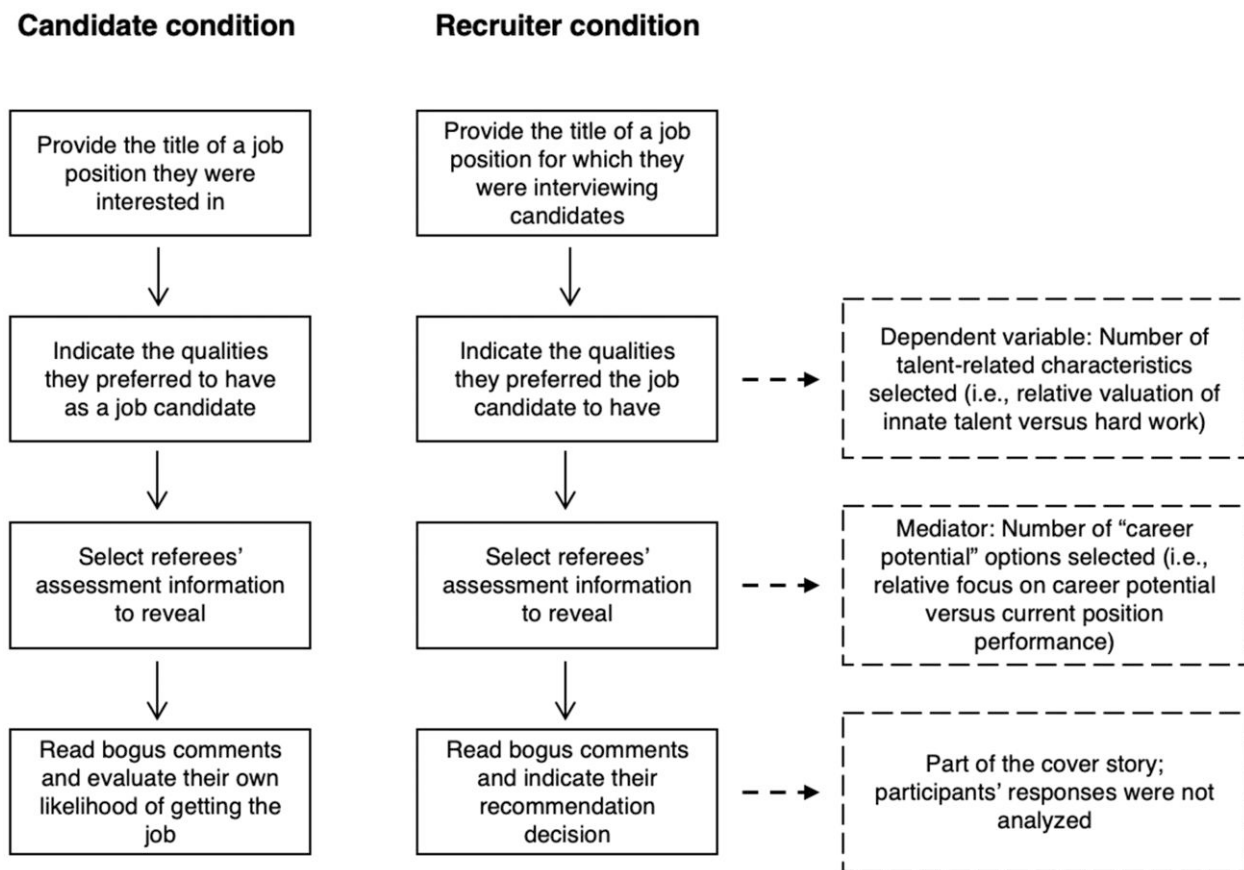 Candidate condition
Recruiter condition
Provide the title of a job
position they were
interested in
Provide the title of a job
position for which they
were interviewing
candidates
Indicate the qualities
they preferred to have
as a job candidate
Indicate the qualities
they preferred the job
candidate to have
Dependent variable: Number of
talent-related characteristics
selected (i.e., relative valuation of
innate talent versus hard work)
Select referees’
assessment information
to reveal
Select referees’
assessment information
to reveal
Mediator: Number of “career
potential” options selected (i.e.,
relative focus on career potential
versus current position
performance)
Read bogus comments
and evaluate their own
likelihood of getting the
job
Read bogus comments
and indicate their
recommendation
decision
Part of the cover story;
participants’ responses were not
analyzed